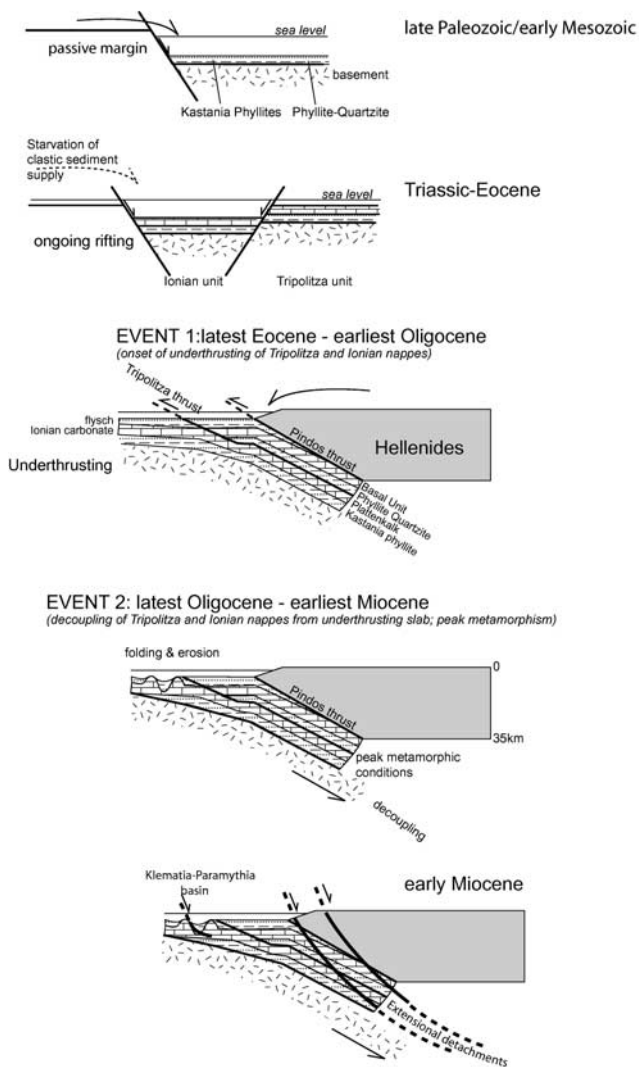 late Paleozoic/early Mesozoic
sea level
passive margin
basement
Kastania Phyllites
Phyllite-Quartzite
Starvation of
clastic sediment
supply
sea level
Triassic-Eocene
ongoing rifting
Ionian unit
Tripolitza unit
EVENT 1:latest Eocene - earliest Oligocene
(onset of underthrusting of Tripolitza and Ionian nappes)
Tripolitza thrust
flysch
Ionian carbonate
Pindos thrust
Hellenides
Underthrusting
Basal Unit
Phyllite Quartzite
Plattenkalk
Kastania phyllite
EVENT 2: latest Oligocene - earliest Miocene
(decoupling of Tripolitza and Ionian nappes from underthrusting slab; peak metamorphism)
folding & erosion
0
Pindos thrust
35km
peak metamorphic
conditions
decoupling
Klematia-Paramythia
basin
early Miocene
Extensional detachments